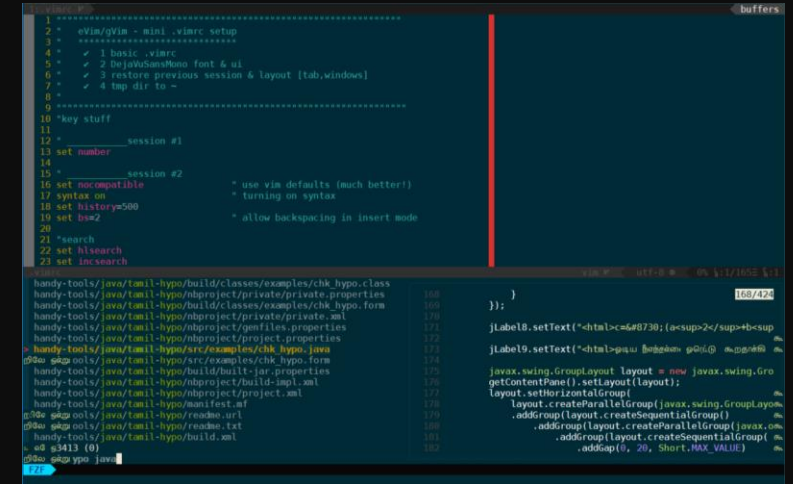 1: .vimrc
buffers
1 "
2 " eVim/gVim - mini .vimrc setup
3 "
4 " ✔ 1 basic .vimrc
5 " ✔ 2 DejaVuSansMono font & ui
6 " ✔ 3 restore previous session & layout [tab,windows]
7 " ✔ 4 tmp dir to ~
8 "
9
10 "key stuff
11
12 " ___________session #1
13 set number
14
15 " ___________session #2
16 set nocompatible " use vim defaults (much better!)
17 syntax on " turning on syntax
18 set history=500
19 set bs=2 " allow backspacing in insert mode
20
21 "search
22 set hlsearch
23 set incsearch
.vimrc
vim utf-8 0% 1:1/1652 1:1
handy-tools/java/tamil-hypo/build/classes/examples/chk_hypo.class
handy-tools/java/tamil-hypo/nbproject/private/private.properties
handy-tools/java/tamil-hypo/build/classes/examples/chk_hypo.form
handy-tools/java/tamil-hypo/nbproject/private/private.xml
handy-tools/java/tamil-hypo/nbproject/genfiles.properties
handy-tools/java/tamil-hypo/nbproject/project.properties
> handy-tools/java/tamil-hypo/src/examples/chk_hypo.java
ools/java/tamil-hypo/src/examples/chk_hypo.form
handy-tools/java/tamil-hypo/build/built-jar.properties
handy-tools/java/tamil-hypo/nbproject/build-impl.xml
handy-tools/java/tamil-hypo/nbproject/project.xml
handy-tools/java/tamil-hypo/manifest.mf
ools/java/tamil-hypo/readme.url
ools/java/tamil-hypo/readme.txt
handy-tools/java/tamil-hypo/build.xml
3413 (0)
ypo java
FZF
168 } 168/424
169 });
170
171 jLabel8.setText("<html>c=&#8730;(a<sup>2</sup>+b<sup
172
173 jLabel9.setText("<html>
174
175 javax.swing.GroupLayout layout = new javax.swing.Gro
176 getContentPane().setLayout(layout);
177 layout.setHorizontalGroup(
178 layout.createParallelGroup(javax.swing.GroupLayo
179 .addGroup(layout.createSequentialGroup()
180 .addGroup(layout.createParallelGroup(javax.
181 .addGroup(layout.createSequentialGroup(
182 .addGap(0, 20, Short.MAX_VALUE)